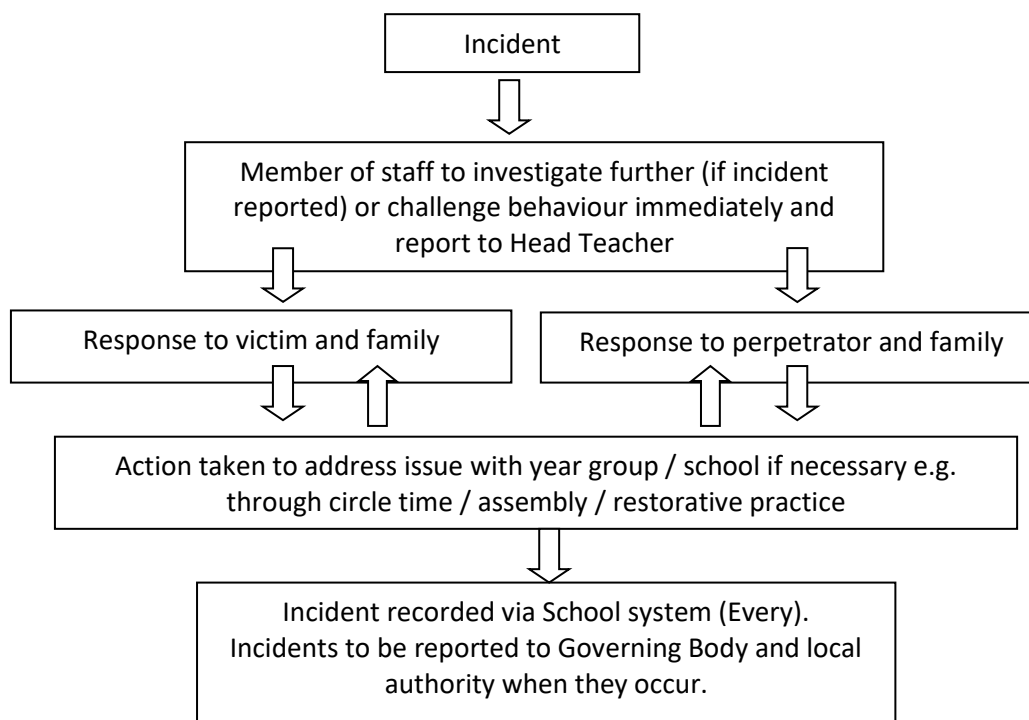 Incident
Member of staff to investigate further (if incident
reported) or challenge behaviour immediately and
report to Head Teacher
Response to victim and family
Response to perpetrator and family
Action taken to address issue with year group / school if necessary e.g.
through circle time / assembly / restorative practice
Incident recorded via School system (Every).
Incidents to be reported to Governing Body and local
authority when they occur.